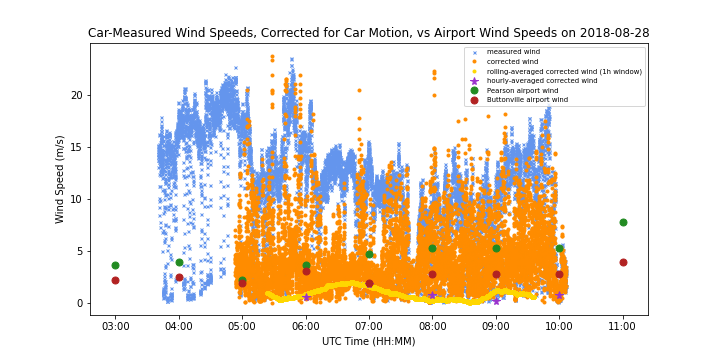 Car-Measured Wind Speeds, Corrected for Car Motion, vs Airport Wind Speeds on 2018-08-28
measured wind
corrected wind
rolling-averaged corrected wind (1h window)
hourly-averaged corrected wind
Pearson airport wind
Buttonville airport wind
Wind Speed (m/s)
20
15
10
5
0
03:00 04:00 05:00 06:00 07:00 08:00 09:00 10:00 11:00
UTC Time (HH:MM)